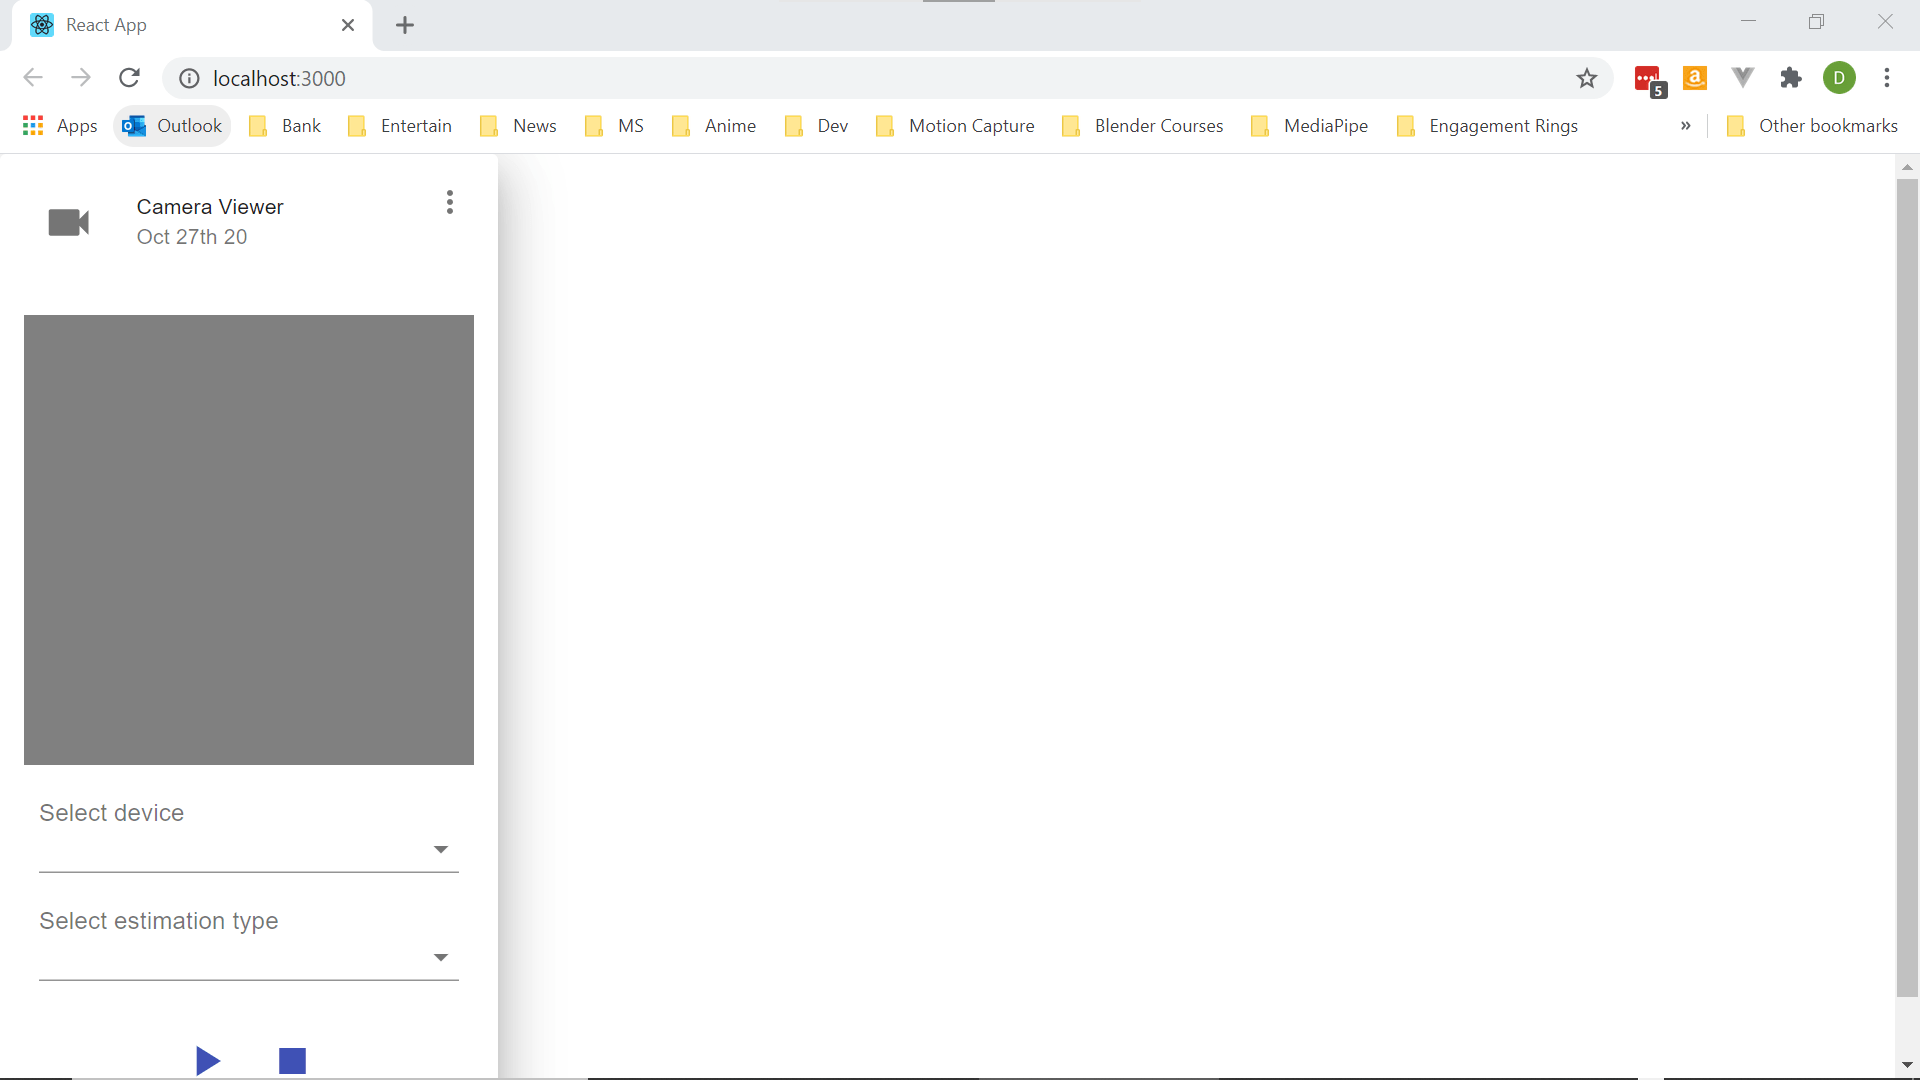 React App
localhost:3000
5
a
D
Apps
Outlook
Bank
Entertain
News
MS
Anime
Dev
Motion Capture
Blender Courses
MediaPipe
Engagement Rings
»
Other bookmarks
Camera Viewer
Oct 27th 20
Select device
Select estimation type